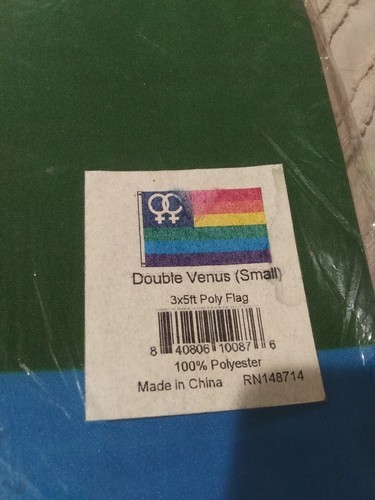 Double Venus (Small)
3x5ft Poly Flag
8 40806 10087 6
100% Polyester
Made in China RN148714